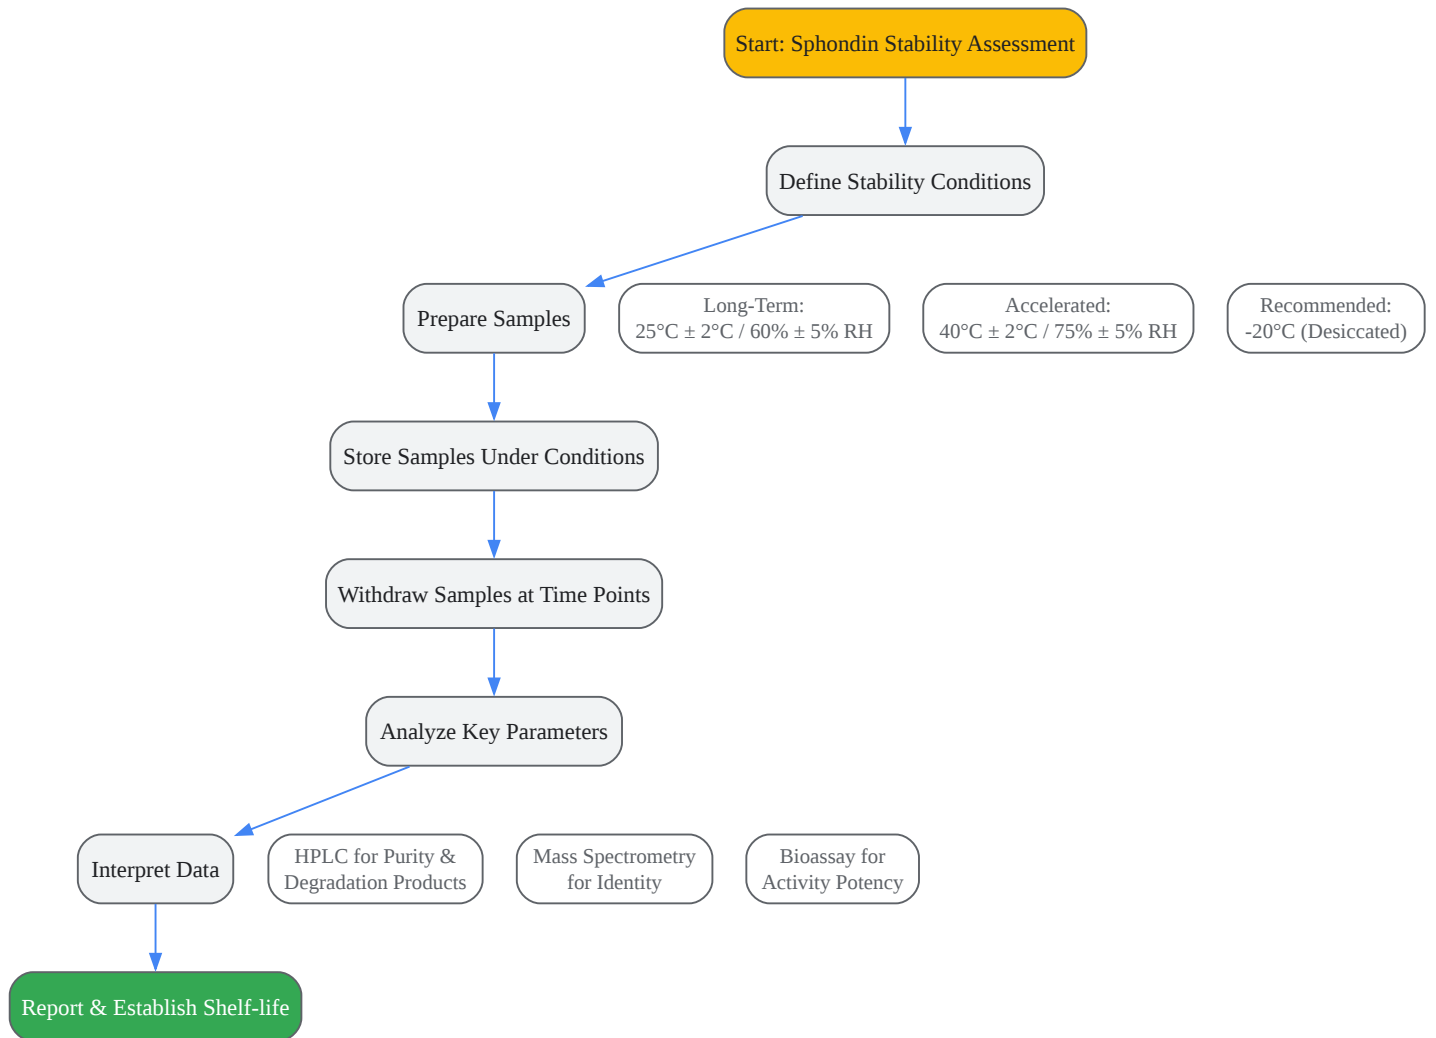 Start: Sphondin Stability Assessment
Define Stability Conditions
Prepare Samples
Long-Term:
25°C ± 2°C / 60% ± 5% RH
Accelerated:
40°C ± 2°C / 75% ± 5% RH
Recommended:
-20°C (Desiccated)
Store Samples Under Conditions
Withdraw Samples at Time Points
Analyze Key Parameters
Interpret Data
HPLC for Purity &
Degradation Products
Mass Spectrometry
for Identity
Bioassay for
Activity Potency
Report & Establish Shelf-life